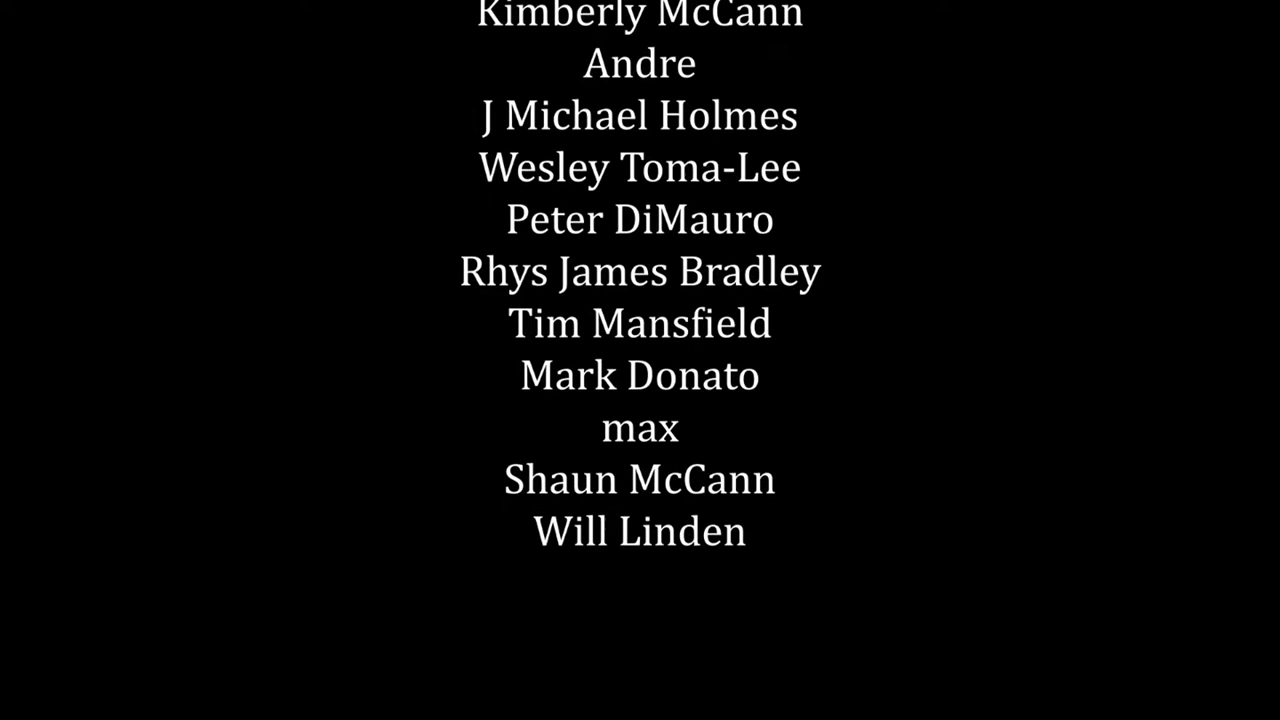 Kimberly McCann
Andre
J Michael Holmes
Wesley Toma-Lee
Peter DiMauro
Rhys James Bradley
Tim Mansfield
Mark Donato
max
Shaun McCann
Will Linden